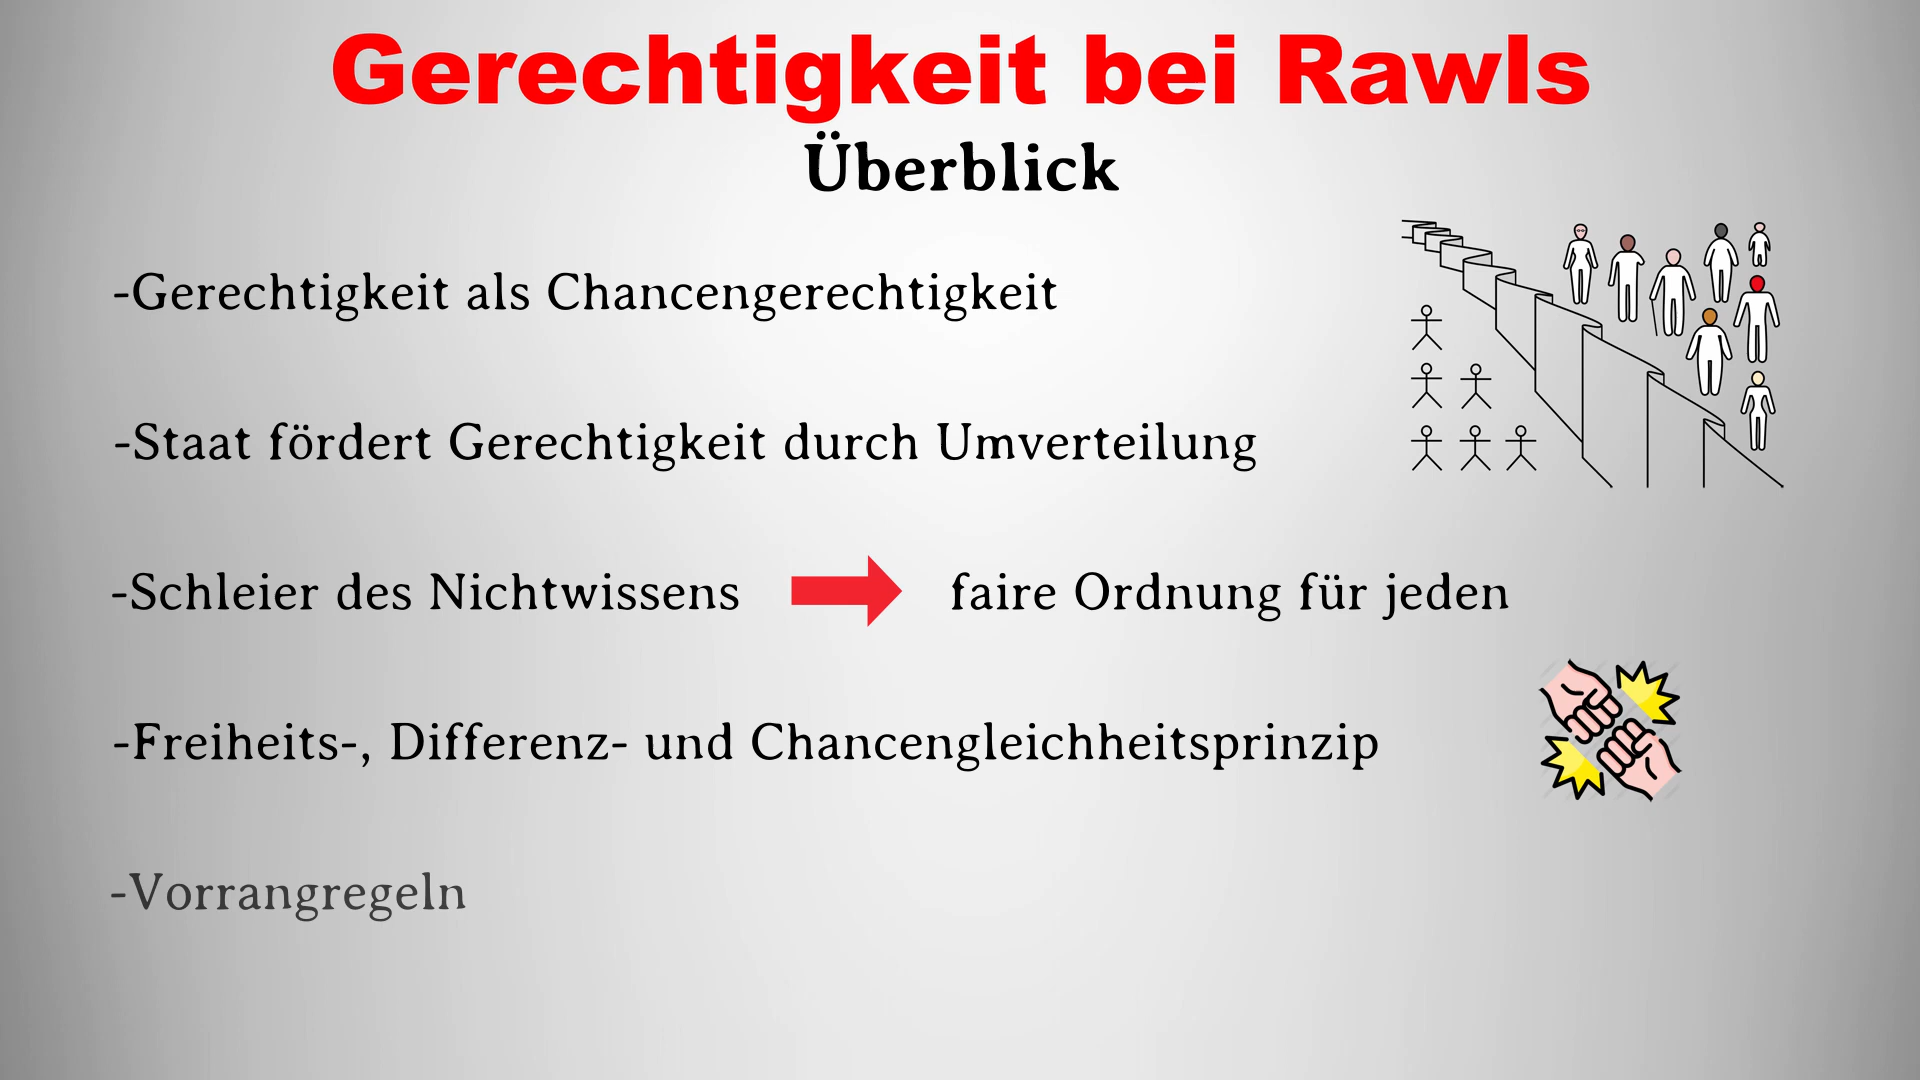 Gerechtigkeit bei Rawls
Überblick
-Gerechtigkeit als Chancengerechtigkeit
-Staat fördert Gerechtigkeit durch Umverteilung
-Schleier des Nichtwissens faire Ordnung für jeden
-Freiheits-, Differenz- und Chancengleichheitsprinzip
-Vorrangregeln